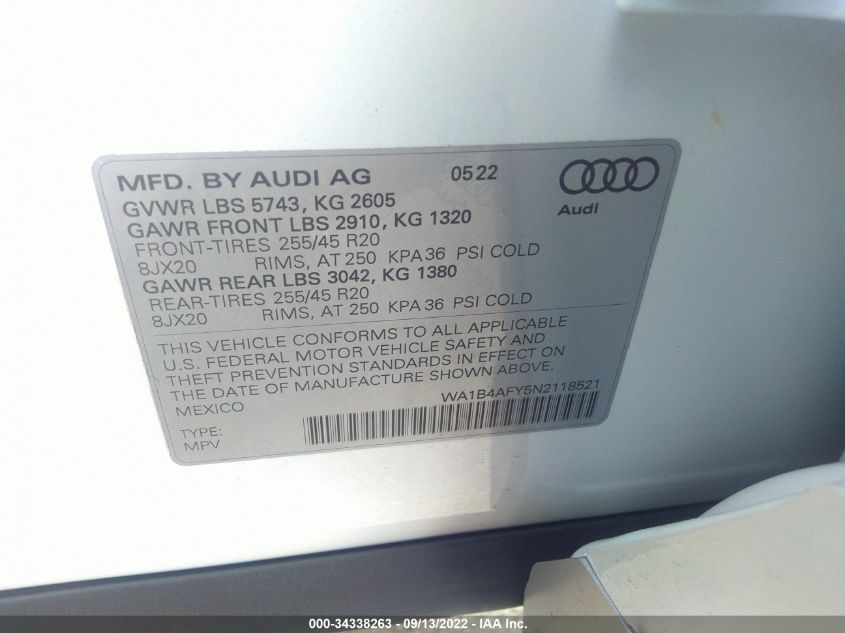 MFD. BY AUDI AG 0522
GVWR LBS 5743, KG 2605
GAWR FRONT LBS 2910, KG 1320
FRONT-TIRES 255/45 R20
8JX20 RIMS, AT 250 KPA 36 PSI COLD
GAWR REAR LBS 3042, KG 1380
REAR-TIRES 255/45 R20
8JX20 RIMS, AT 250 KPA 36 PSI COLD
Audi
THIS VEHICLE CONFORMS TO ALL APPLICABLE
U.S. FEDERAL MOTOR VEHICLE SAFETY AND
THEFT PREVENTION STANDARDS IN EFFECT ON
THE DATE OF MANUFACTURE SHOWN ABOVE.
MEXICO WA1B4AFY5N2118521
TYPE:
MPV
000-34338263 - 09/13/2022 - IAA Inc.